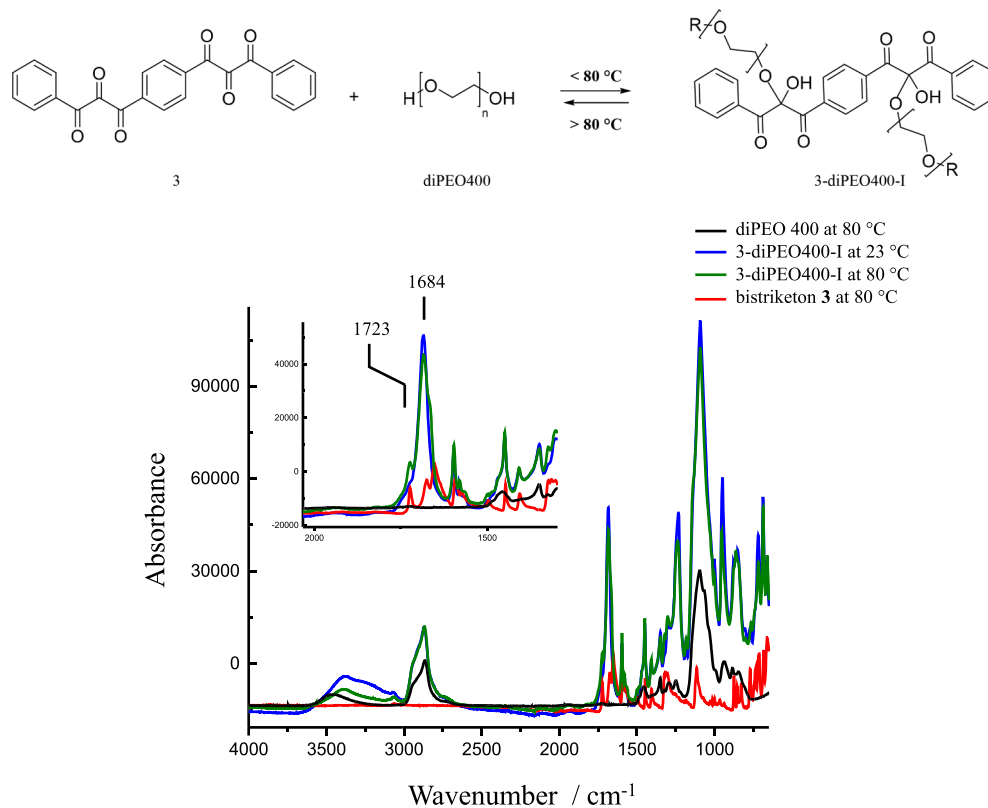 R
O
O
OH
O
O
O
O
O
O
O
O
O
+
H
O
OH
n
< 80 °C
> 80 °C
O
O
O
OH
O
O
R
3
diPEO400
3-diPEO400-I
diPEO 400 at 80 °C
3-diPEO400-I at 23 °C
3-diPEO400-I at 80 °C
bistriketon 3 at 80 °C
1684
1723
40000
20000
0
-20000
2000
1500
90000
60000
30000
0
Absorbance
4000
3500
3000
2500
2000
1500
1000
Wavenumber / cm-1